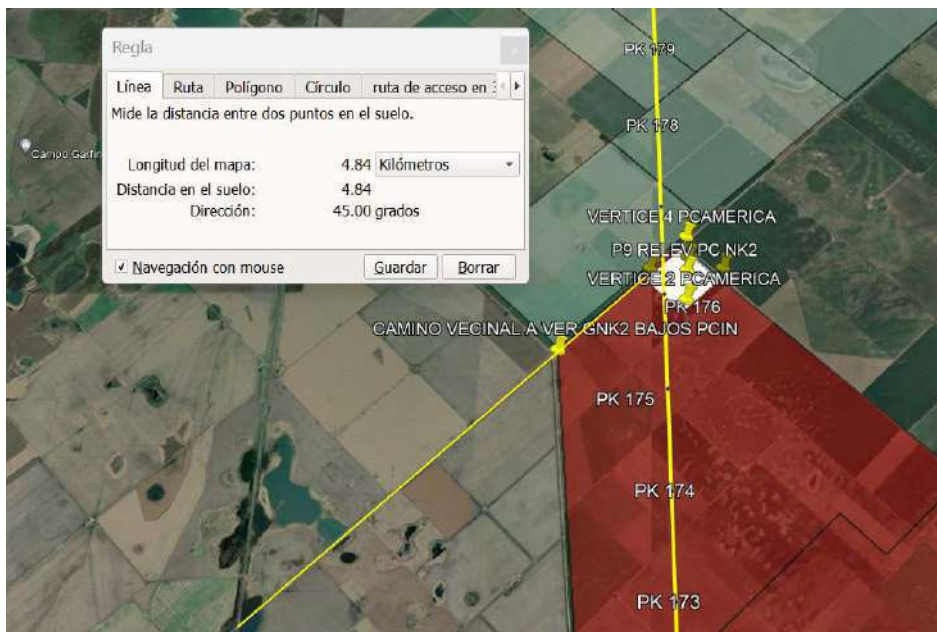 Regla
Línea Ruta Polígono Círculo ruta de acceso en
Mide la distancia entre dos puntos en el suelo.
Longitud del mapa: 4.84 Kilómetros
Distancia en el suelo: 4.84
Dirección: 45.00 grados
Navegación con mouse Guardar Borrar
PK 179
PK 178
Campo
VERTICE 4 PCAMERICA
P9 RELEV PC NK2
VERTICE 2 PCAMERICA
PK 176
CAMINO VECINAL A VER GNK2 BAJOS PCIN
PK 175
PK 174
PK 173